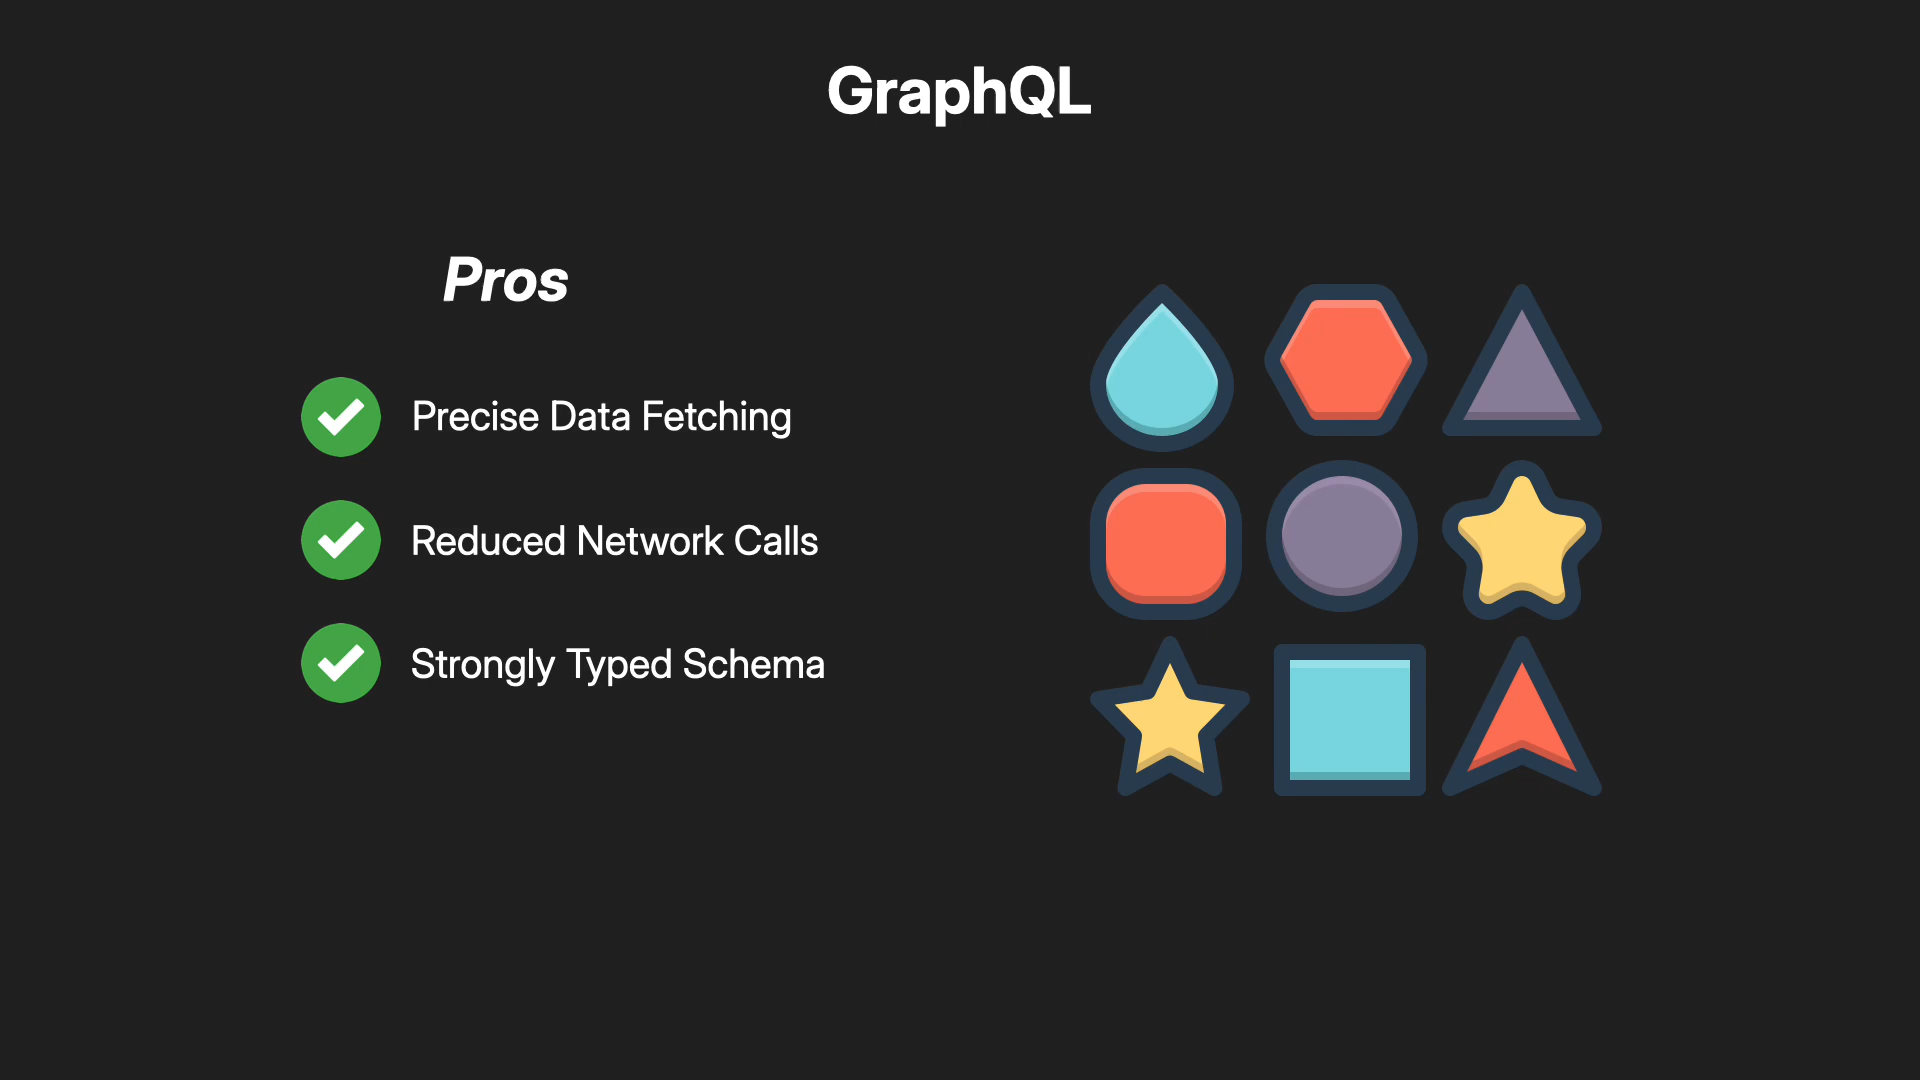 GraphQL
Pros
Precise Data Fetching
Reduced Network Calls
Strongly Typed Schema